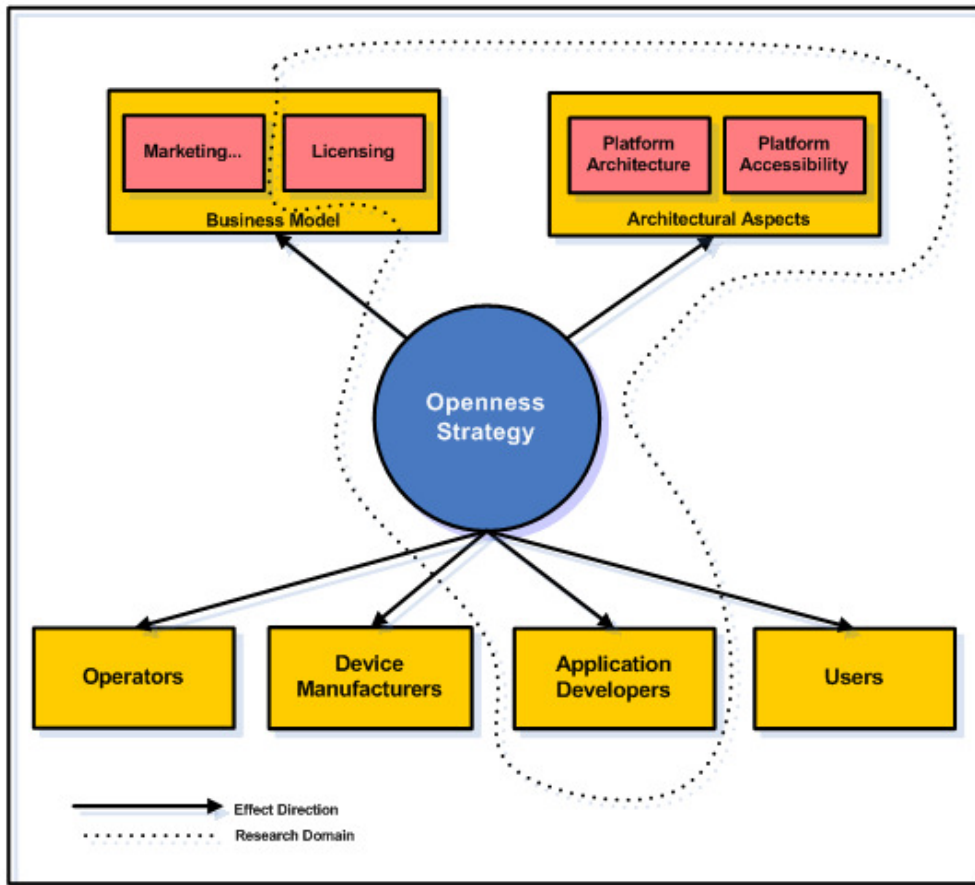 Marketing...
Licensing
Business Model
Platform
Architecture
Platform
Accessibility
Architectural Aspects
Openness
Strategy
Operators
Device
Manufacturers
Application
Developers
Users
Effect Direction
Research Domain